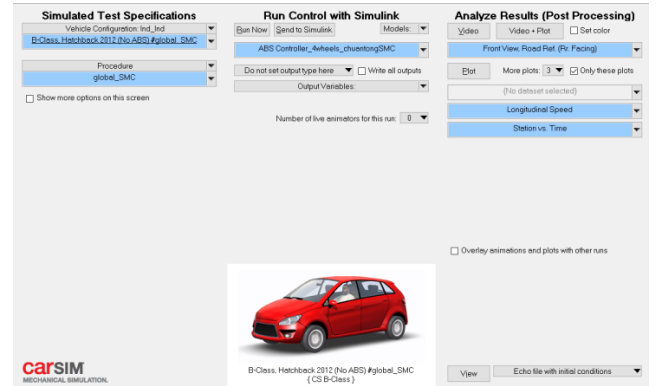 Simulated Test Specifications
Vehicle Configuration: Ind_Ind
B-Class, Hatchback 2012 (No ABS) #global_SMC
Procedure
global_SMC
Show more options on this screen
Run Control with Simulink
Run Now
Send to Simulink
Models:
ABS Controller_4wheels_chuantongSMC
Do not set output type here
Write all outputs
Output Variables:
Number of live animators for this run: 0
Analyze Results (Post Processing)
Video
Video + Plot
Set color
Front View, Road Ref. (Rr. Facing)
Plot
More plots: 3
Only these plots
(No dataset selected)
Longitudinal Speed
Station vs. Time
Overlay animations and plots with other runs
CarSIM
MECHANICAL SIMULATION.
B-Class, Hatchback 2012 (No ABS) #global_SMC
{ CS B-Class }
View
Echo file with initial conditions